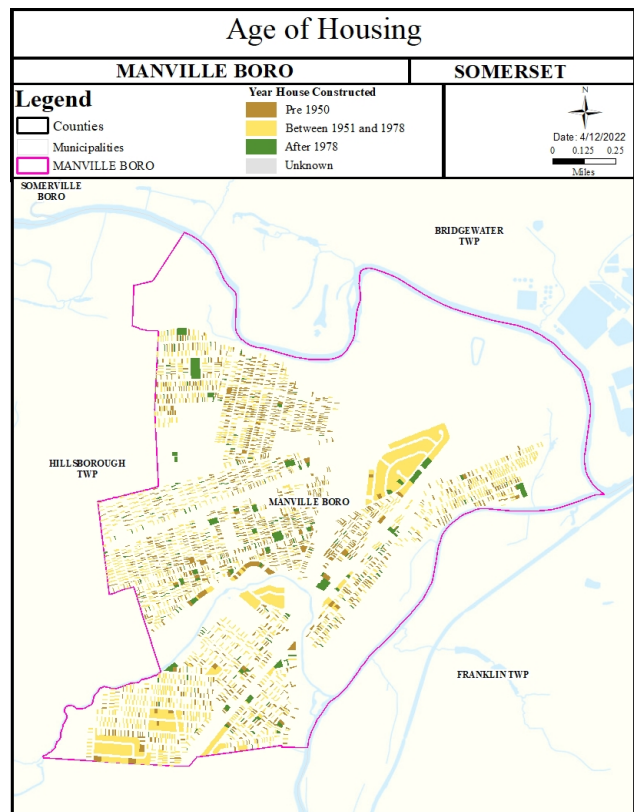 Age of Housing
MANVILLE BORO
SOMERSET
Legend
Counties
Municipalities
MANVILLE BORO
Year House Constructed
Pre 1950
Between 1951 and 1978
After 1978
Unknown
N
Date: 4/12/2022
0 0.125 0.25
Miles
SOMERVILLE
BORO
BRIDGEWATER
TWP
HILLSBOROUGH
TWP
MANVILLE BORO
FRANKLIN TWP